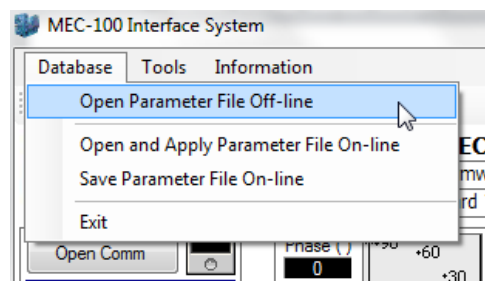 MEC-100 Interface System
Database Tools Information
Open Parameter File Off-line
Open and Apply Parameter File On-line
Save Parameter File On-line
Exit
Open Comm
Phase ( )
0
+90
+60
+30